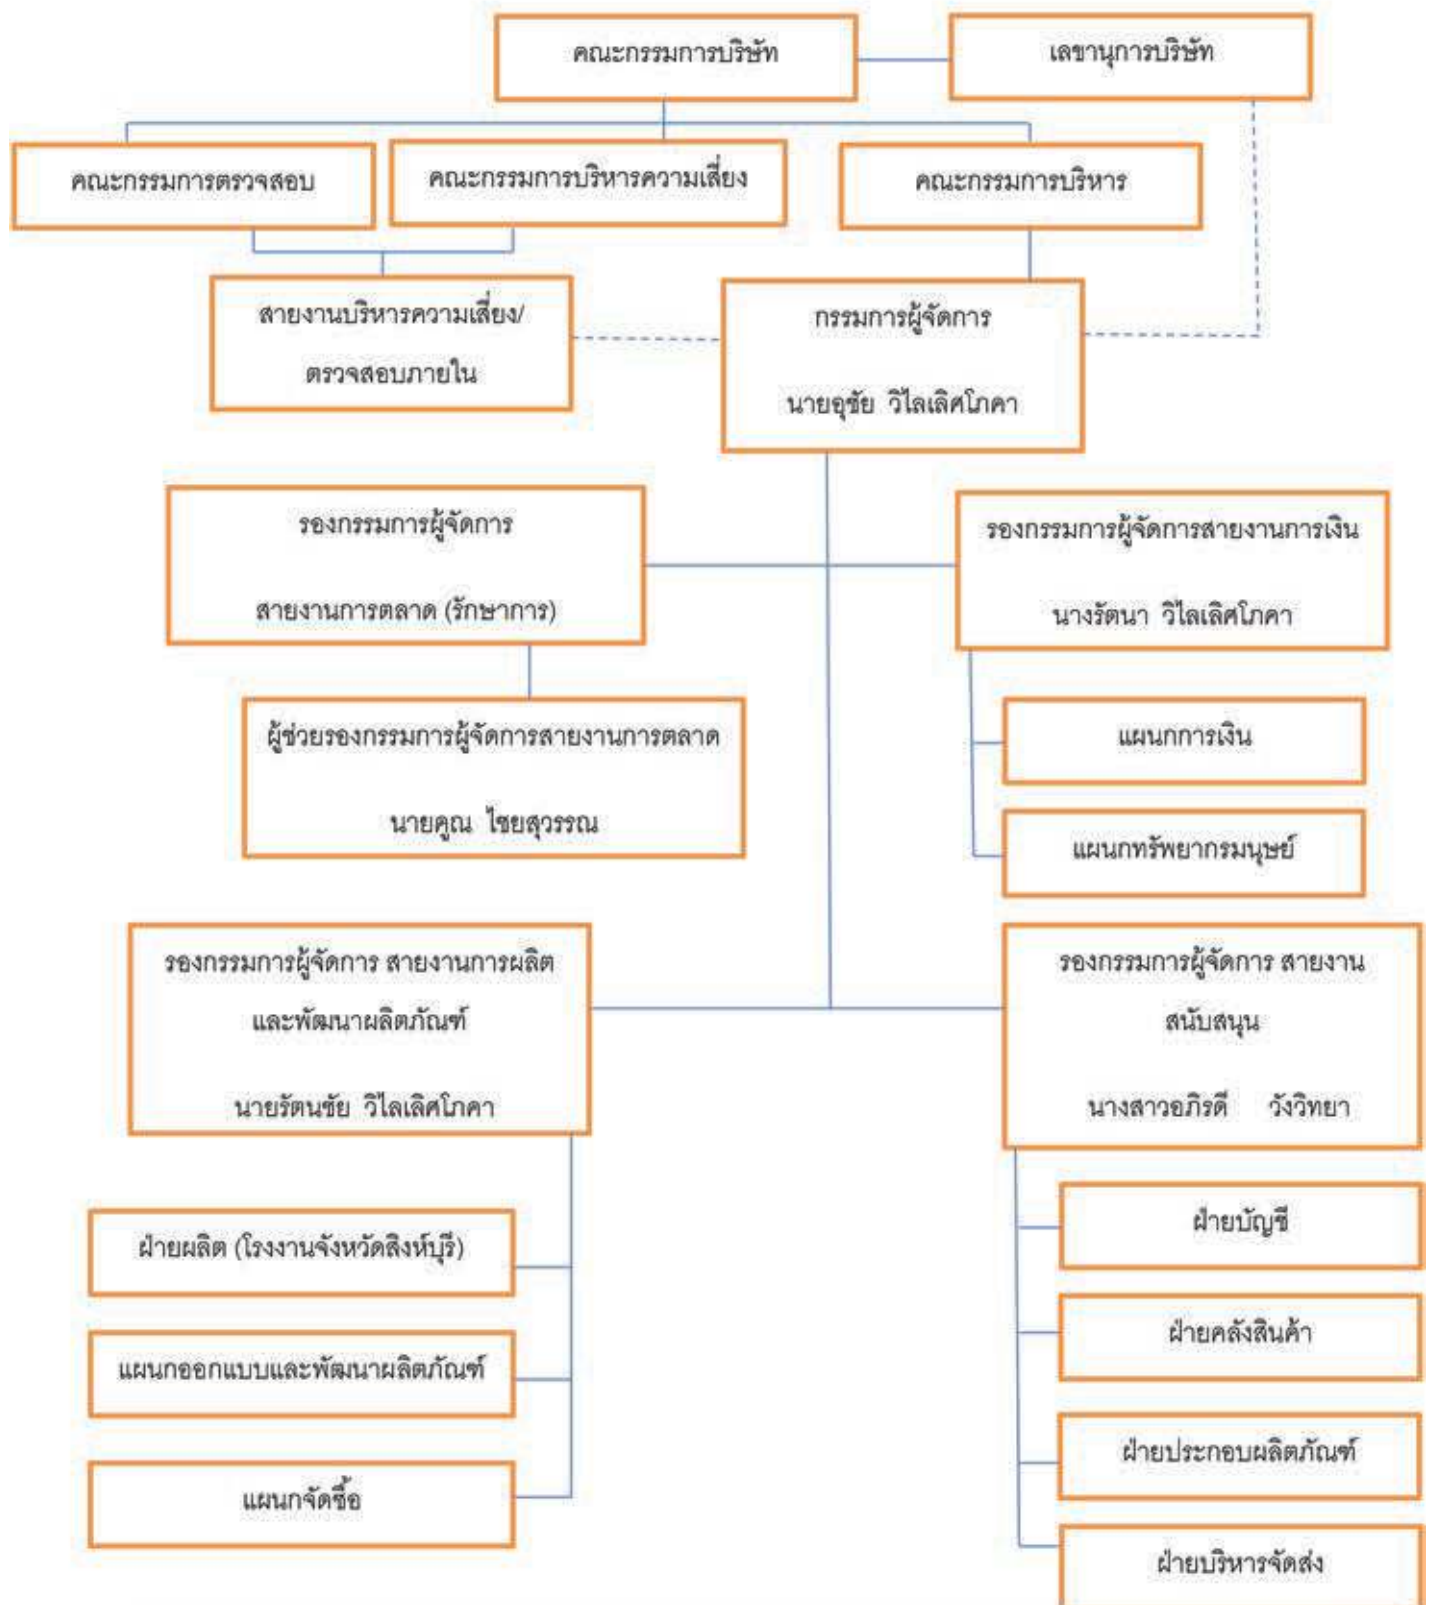 คณะกรรมการบริษัท
เลขานุการบริษัท
คณะกรรมการตรวจสอบ
คณะกรรมการบริหารความเสี่ยง
คณะกรรมการบริหาร
สายงานบริหารความเสี่ยง/
ตรวจสอบภายใน
กรรมการผู้จัดการ
นายอุชัย วิไลเลิศโภคา
รองกรรมการผู้จัดการ
สายงานการตลาด (รักษาการ)
รองกรรมการผู้จัดการสายงานการเงิน
นางรัตนา วิไลเลิศโภคา
ผู้ช่วยรองกรรมการผู้จัดการสายงานการตลาด
นายคูณ ไชยสุวรรณ
แผนกการเงิน
แผนกทรัพยากรมนุษย์
รองกรรมการผู้จัดการ สายงานการผลิต
และพัฒนาผลิตภัณฑ์
นายรัตนชัย วิไลเลิศโภคา
รองกรรมการผู้จัดการ สายงาน
สนับสนุน
นางสาวอภิรดี วังวิทยา
ฝ่ายผลิต (โรงงานจังหวัดสิงห์บุรี)
แผนกออกแบบและพัฒนาผลิตภัณฑ์
แผนกจัดซื้อ
ฝ่ายบัญชี
ฝ่ายคลังสินค้า
ฝ่ายประกอบผลิตภัณฑ์
ฝ่ายบริหารจัดส่ง